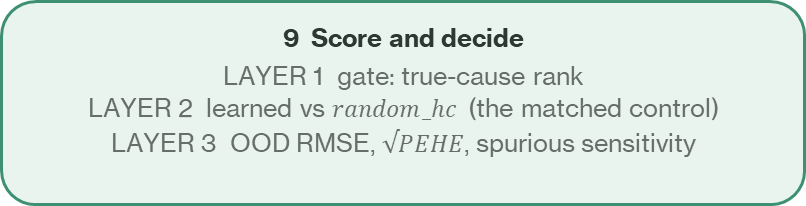 9 Score and decide
LAYER 1 gate: true-cause rank
LAYER 2 learned vs random_hc (the matched control)
LAYER 3 OOD RMSE, √PEHE, spurious sensitivity